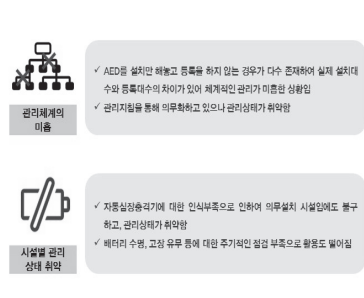 ✓ AED를 설치만 해놓고 등록을 하지 않는 경우가 다수 존재하여 실제 설치대
수와 등록대수의 차이가 있어 체계적인 관리가 미흡한 상황임
✓ 관리지침을 통해 의무화하고 있으나 관리상태가 취약함
관리체계의
미흡
✓ 자동심장충격기에 대한 인식부족으로 인하여 의무설치 시설임에도 불구
하고, 관리상태가 취약함
✓ 배터리 수명, 고장 유무 등에 대한 주기적인 점검 부족으로 활용도 떨어짐
시설별 관리
상태 취약